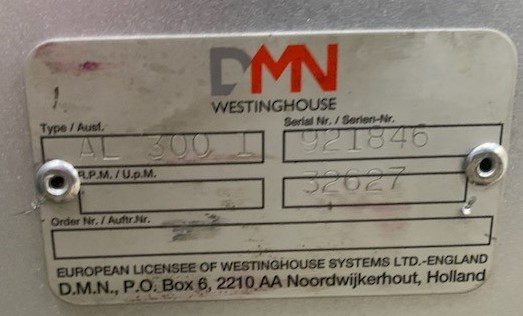 DMN
WESTINGHOUSE
Type / Ausf. Serial Nr. / Serien-Nr.
AL 300 1 921846
R.P.M. / U.p.M. 32627
Order Nr. / Auftr.Nr.
EUROPEAN LICENSEE OF WESTINGHOUSE SYSTEMS LTD.-ENGLAND
D.M.N., P.O. Box 6, 2210 AA Noordwijkerhout, Holland